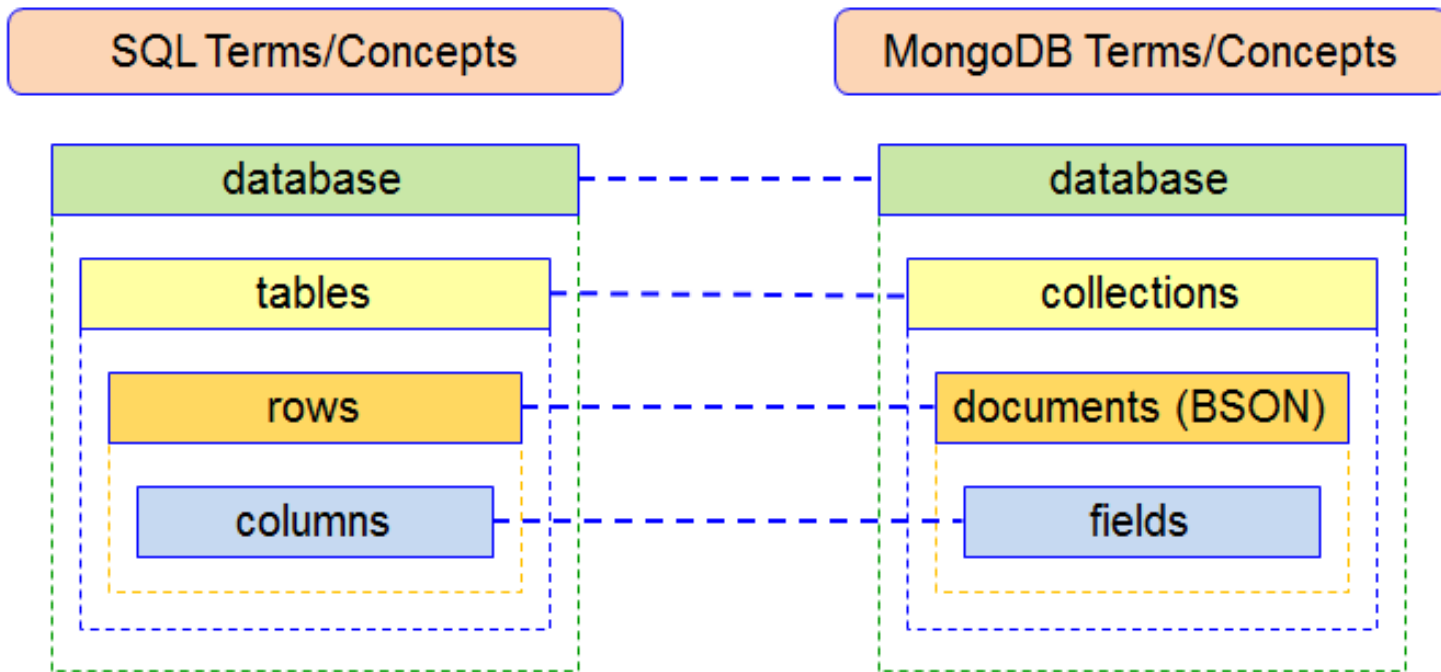 SQL Terms/Concepts
MongoDB Terms/Concepts
database
database
tables
collections
rows
documents (BSON)
columns
fields